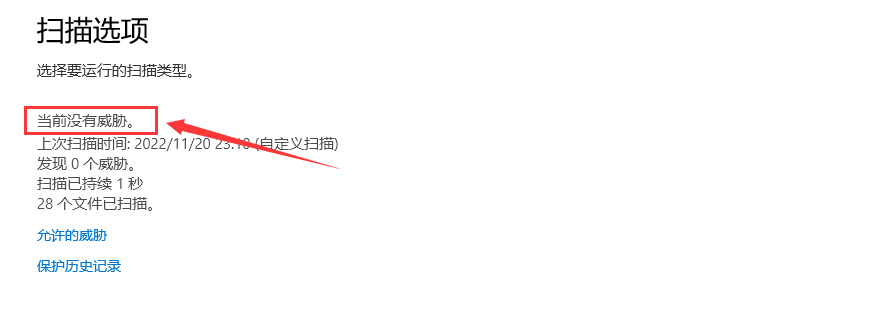 扫描选项
选择要运行的扫描类型。
当前没有威胁。
上次扫描时间: 2022/11/20 23:10 (自定义扫描)
发现 0 个威胁。
扫描已持续 1 秒
28 个文件已扫描。
允许的威胁
保护历史记录